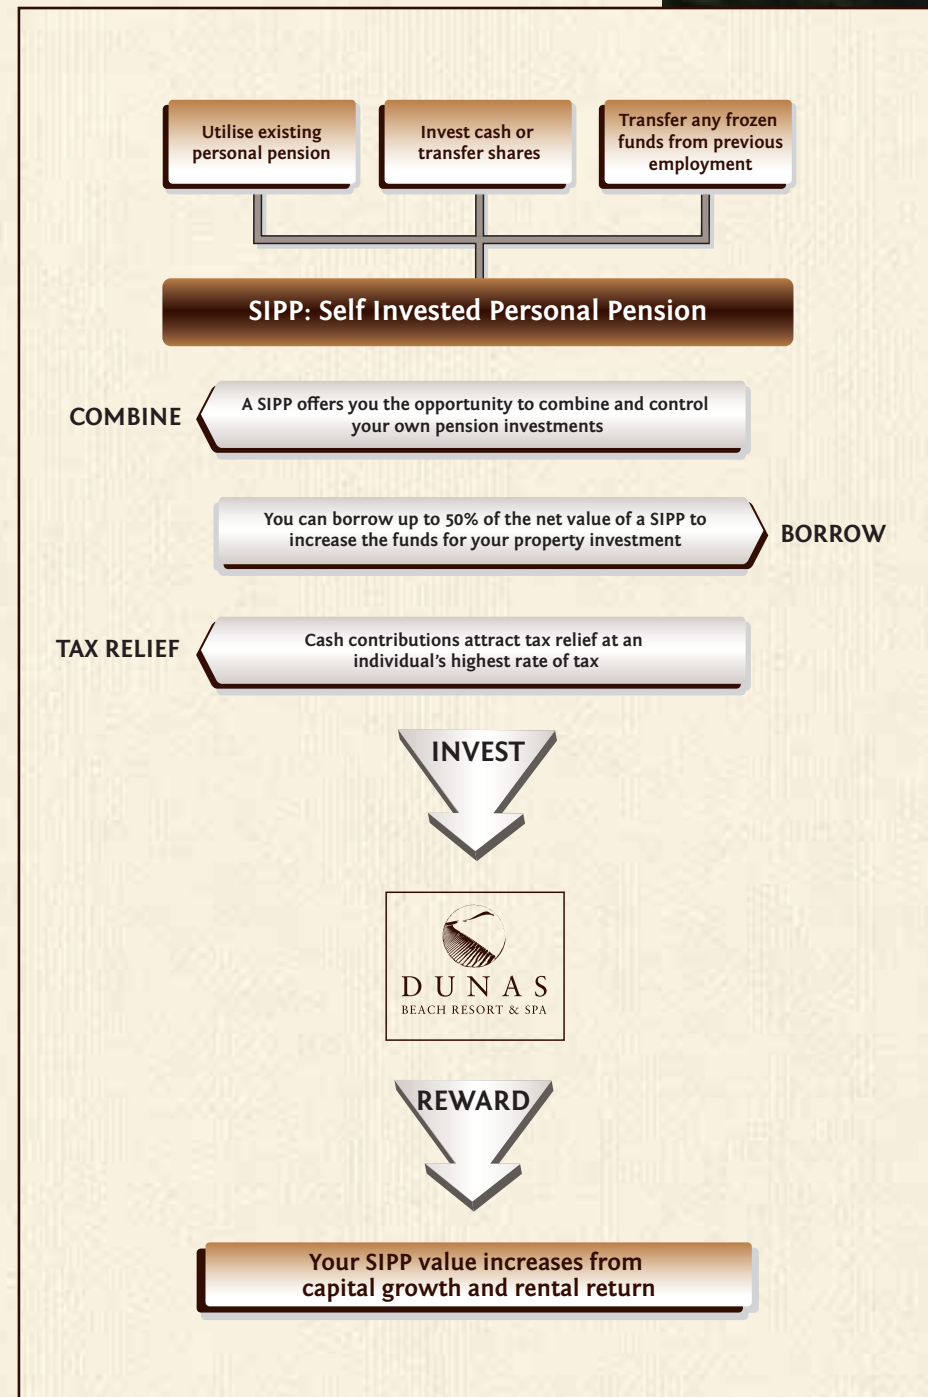 Utilise existing
personal pension
Invest cash or
transfer shares
Transfer any frozen
funds from previous
employment
SIPP: Self Invested Personal Pension
COMBINE
A SIPP offers you the opportunity to combine and control
your own pension investments
You can borrow up to 50% of the net value of a SIPP to
increase the funds for your property investment
BORROW
TAX RELIEF
Cash contributions attract tax relief at an
individual’s highest rate of tax
INVEST
DUNAS
BEACH RESORT & SPA
REWARD
Your SIPP value increases from
capital growth and rental return